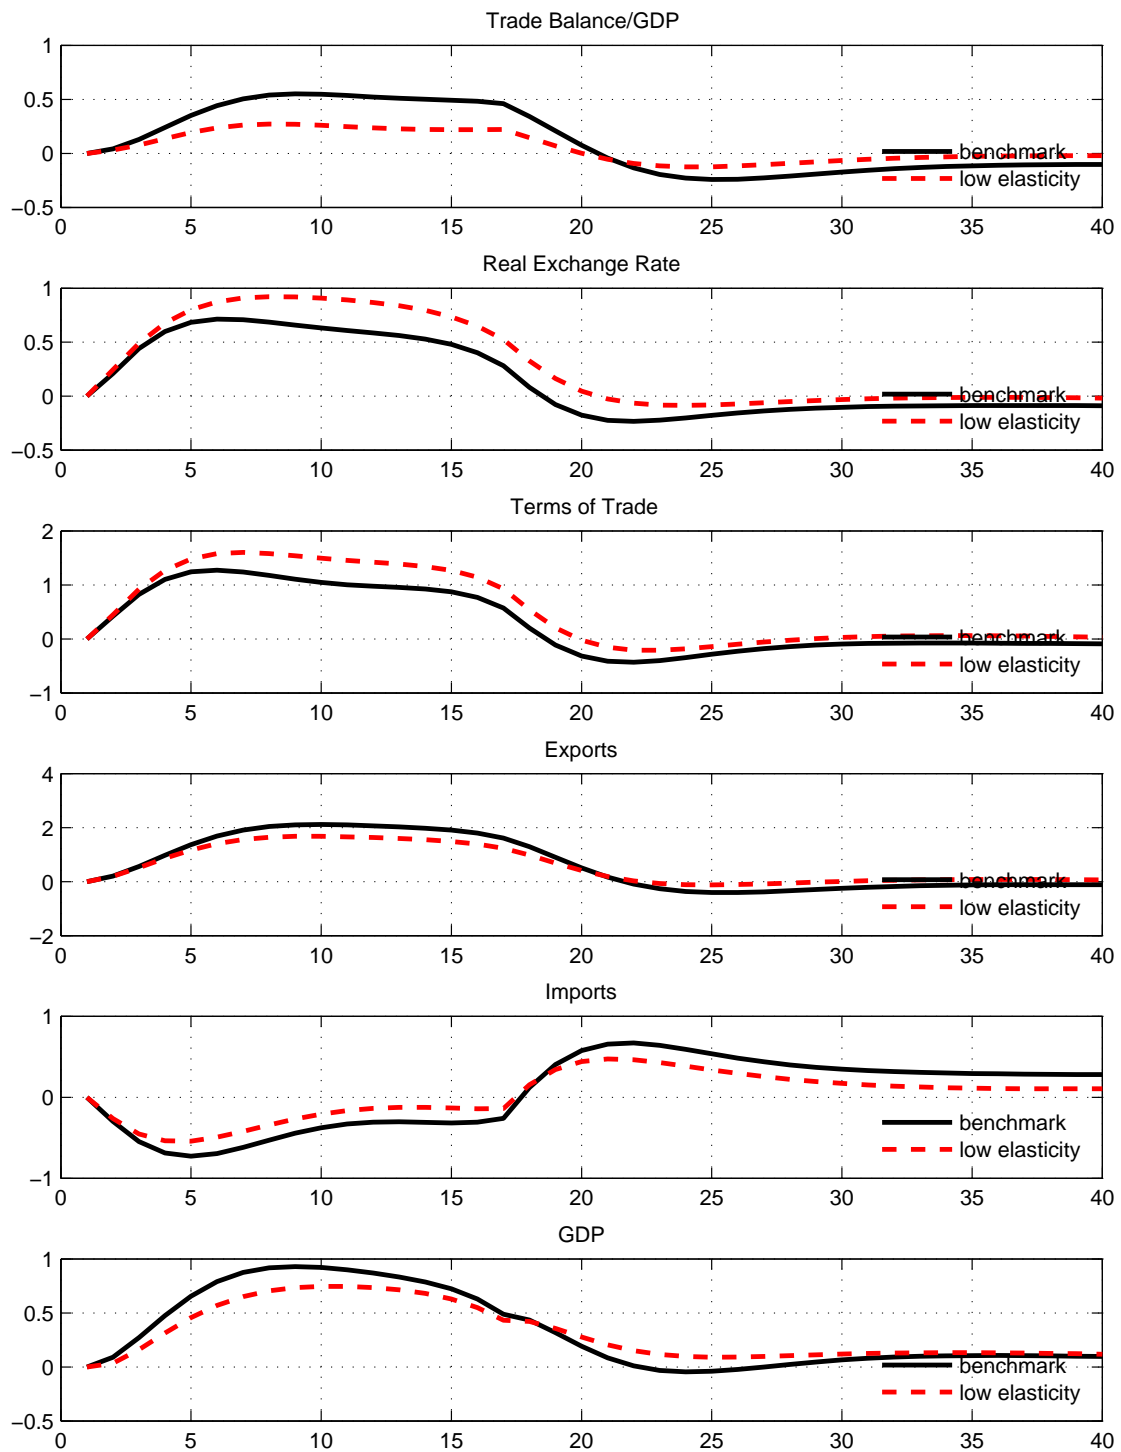 Trade Balance/GDP
1
0.5
0
−0.5
benchmark
low elasticity
0 5 10 15 20 25 30 35 40
Real Exchange Rate
1
0.5
0
−0.5
benchmark
low elasticity
0 5 10 15 20 25 30 35 40
Terms of Trade
2
1
0
−1
benchmark
low elasticity
0 5 10 15 20 25 30 35 40
Exports
4
2
0
−2
benchmark
low elasticity
0 5 10 15 20 25 30 35 40
Imports
1
0
−1
benchmark
low elasticity
0 5 10 15 20 25 30 35 40
GDP
1
0.5
0
−0.5
benchmark
low elasticity
0 5 10 15 20 25 30 35 40